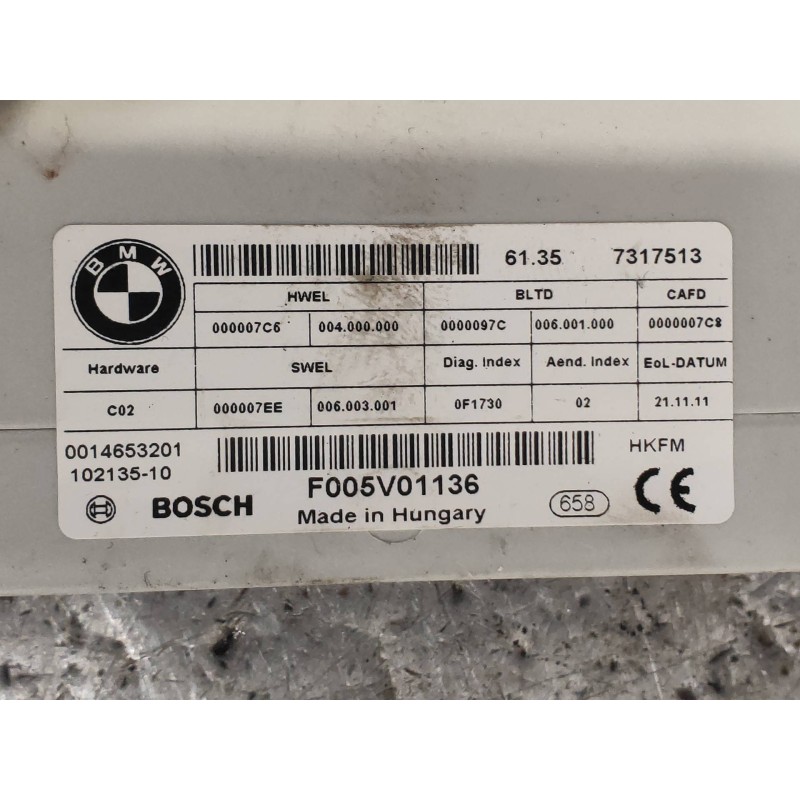 BMW
61.35 7317513
HWEL BLTD CAFD
000007C6 004.000.000 0000097C 006.001.000 0000007C8
Hardware SWEL Diag. Index Aend. Index EoL-DATUM
C02 000007EE 006.003.001 0F1730 02 21.11.11
0014653201 HKFM
102135-10
BOSCH F005V01136 658 CE
Made in Hungary